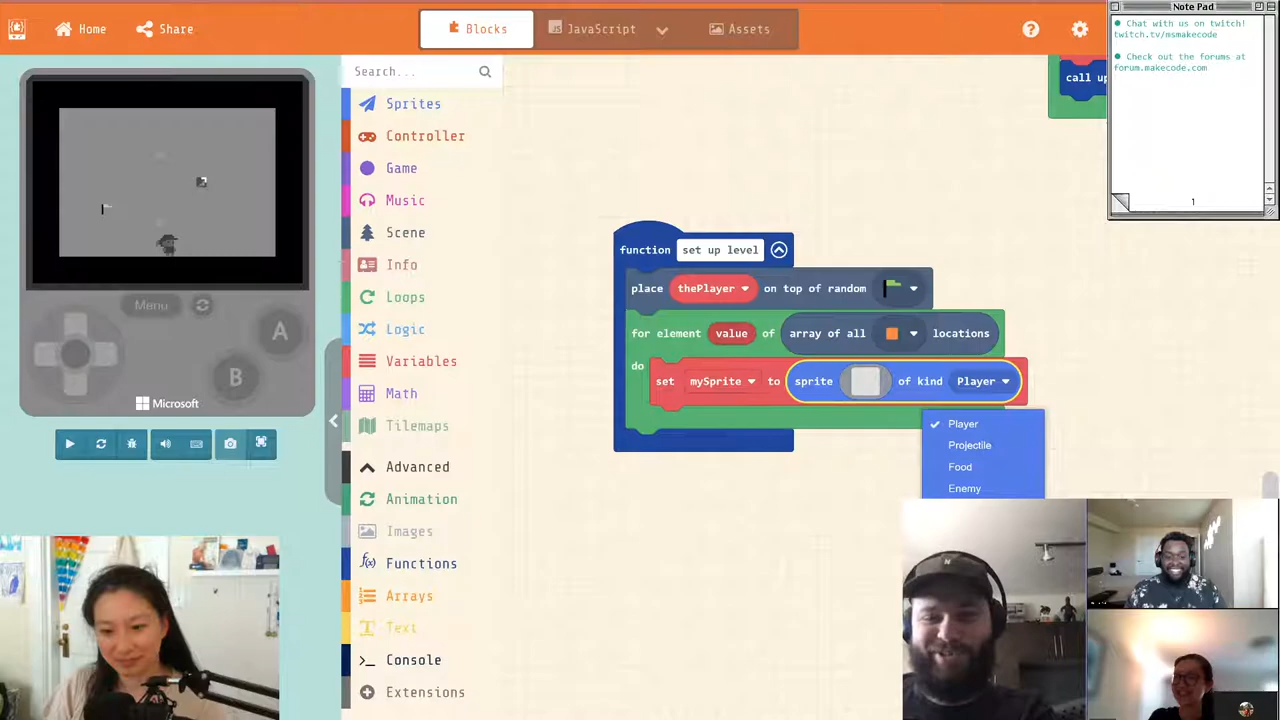 Home
Share
Blocks
JavaScript
Assets
Note Pad
Chat with us on twitch!
twitch.tv/msmakecode
Check out the forums at
forum.makecode.com
1
Search...
Sprites
Controller
Game
Music
Scene
Info
Loops
Logic
Variables
Math
Tilemaps
Advanced
Animation
Images
Functions
Arrays
Text
Console
Extensions
Menu
A
B
Microsoft
call up
function set up level
place thePlayer on top of random
for element value of array of all locations
do
set mySprite to sprite of kind Player
Player
Projectile
Food
Enemy